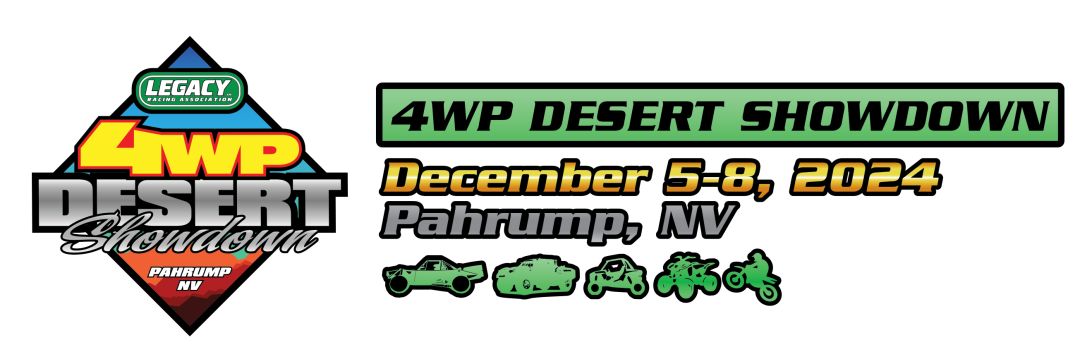 LEGACY
RACING ASSOCIATION
4WP
DESERT
Showdown
PAHRUMP
NV
4WP DESERT SHOWDOWN
December 5-8, 2024
Pahrump, NV